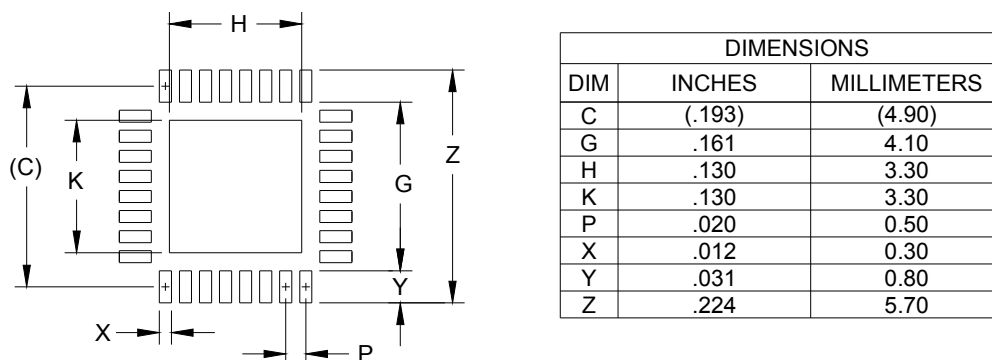 H
(C)
K
G
Z
Y
X
P
DIMENSIONS
DIM INCHES MILLIMETERS
C (.193) (4.90)
G .161 4.10
H .130 3.30
K .130 3.30
P .020 0.50
X .012 0.30
Y .031 0.80
Z .224 5.70